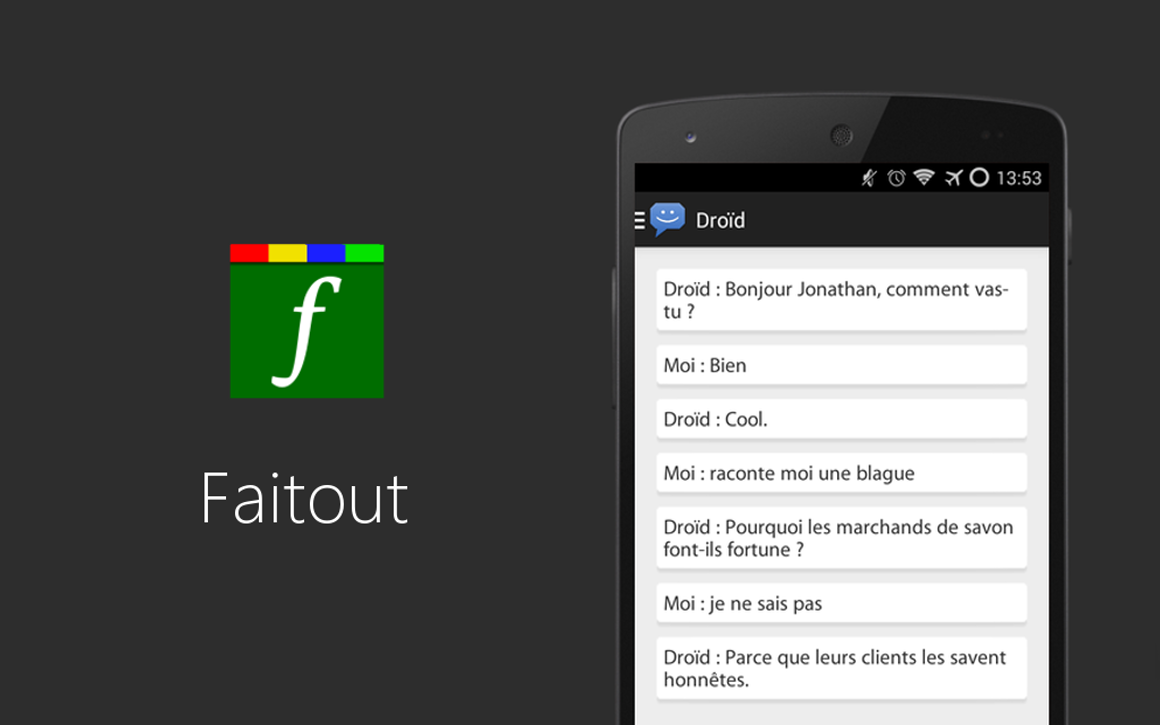 f
Faitout
13:53
Droïd
Droïd : Bonjour Jonathan, comment vas-
tu ?
Moi : Bien
Droïd : Cool.
Moi : raconte moi une blague
Droïd : Pourquoi les marchands de savon
font-ils fortune ?
Moi : je ne sais pas
Droïd : Parce que leurs clients les savent
honnêtes.